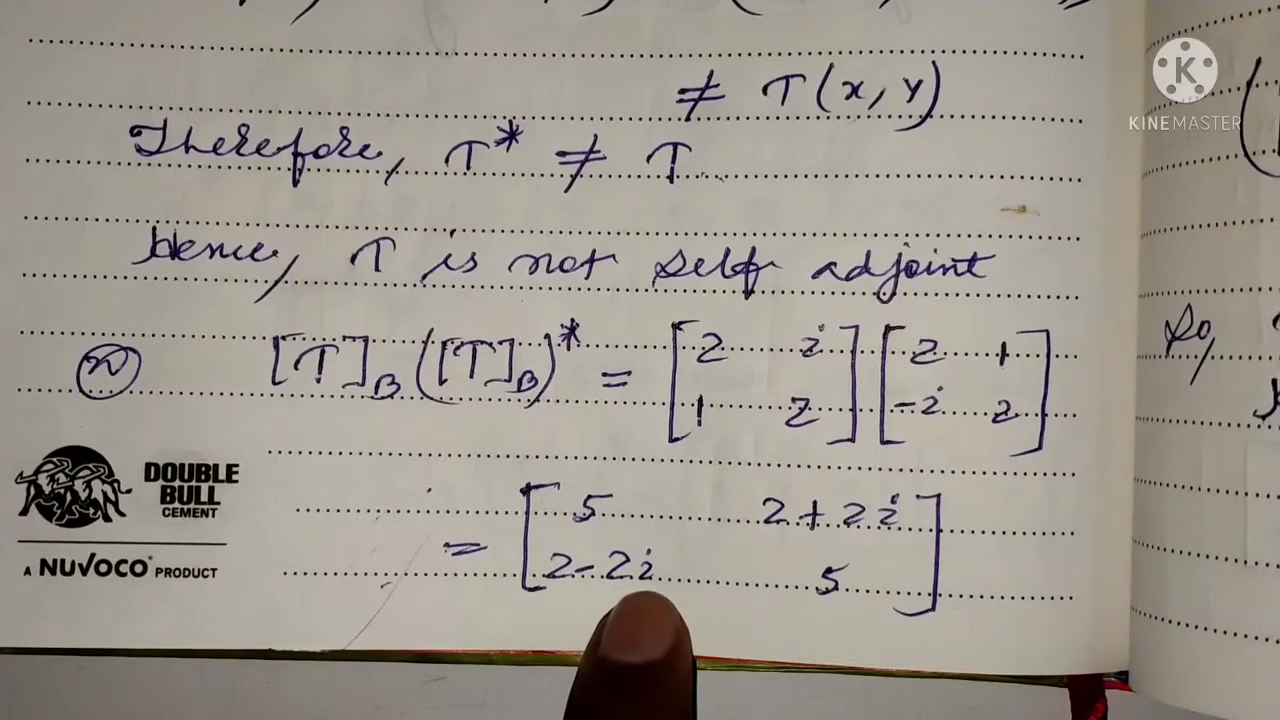 ≠ T(x, y)
KINEMASTER
Therefore, T* ≠ T
Hence, T is not self adjoint
So,
[T]B ([T]B)* = [2 i] [2 1]
[1 2] [-i 2]
DOUBLE
BULL
CEMENT
= [5 2+2i]
[2-2i 5]
A NUVOCO PRODUCT